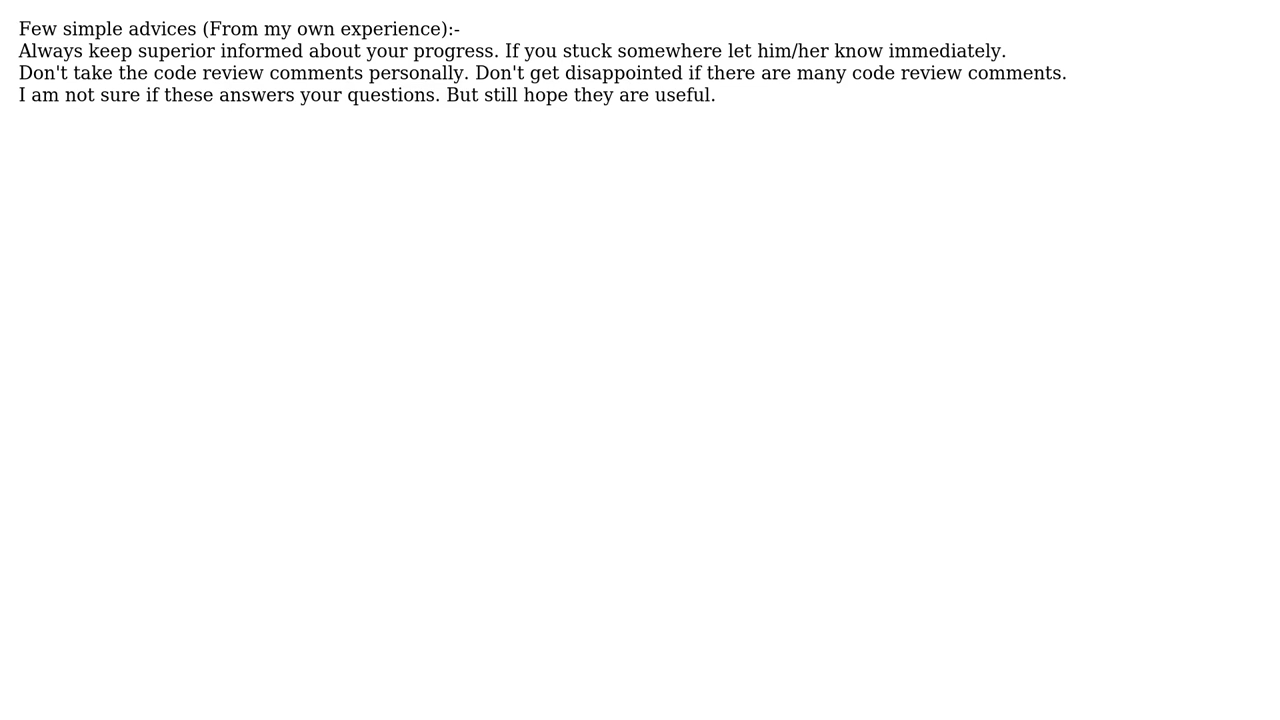 Few simple advices (From my own experience):-
Always keep superior informed about your progress. If you stuck somewhere let him/her know immediately.
Don't take the code review comments personally. Don't get disappointed if there are many code review comments.
I am not sure if these answers your questions. But still hope they are useful.